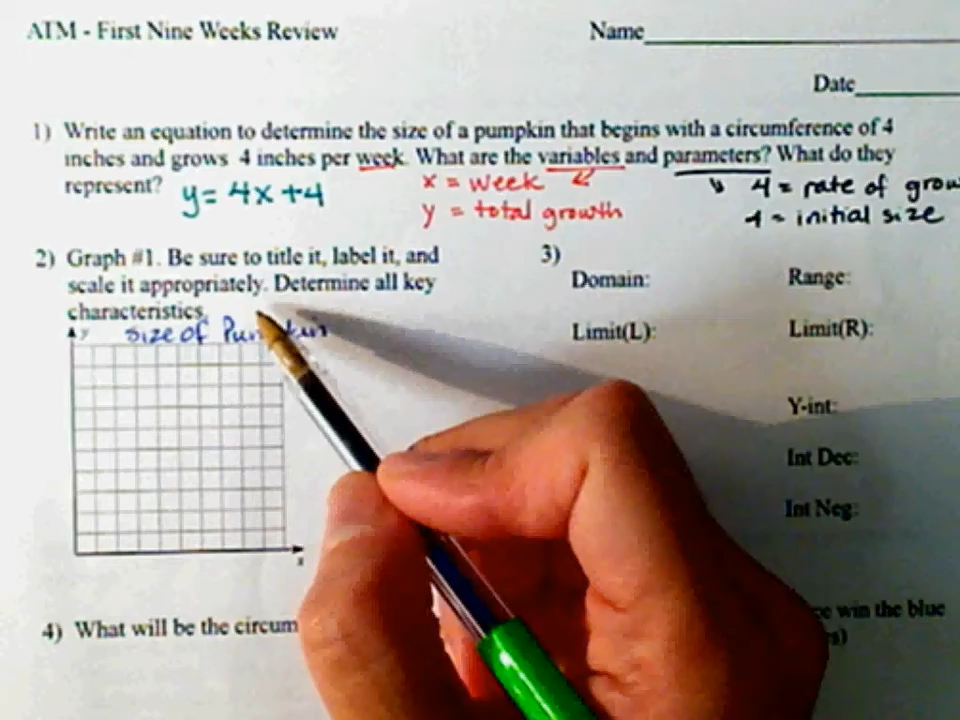 ATM - First Nine Weeks Review
Name
Date
1) Write an equation to determine the size of a pumpkin that begins with a circumference of 4
inches and grows 4 inches per week. What are the variables and parameters? What do they
represent?
y = 4x + 4
x = week
y = total growth
4 = rate of grow
4 = initial size
2) Graph #1. Be sure to title it, label it, and
scale it appropriately. Determine all key
characteristics.
3)
Domain:
Range:
Limit(L):
Limit(R):
Y-int:
Int Dec:
Int Neg:
y
size of Pumpkin
x
4) What will be the circum
win the blue